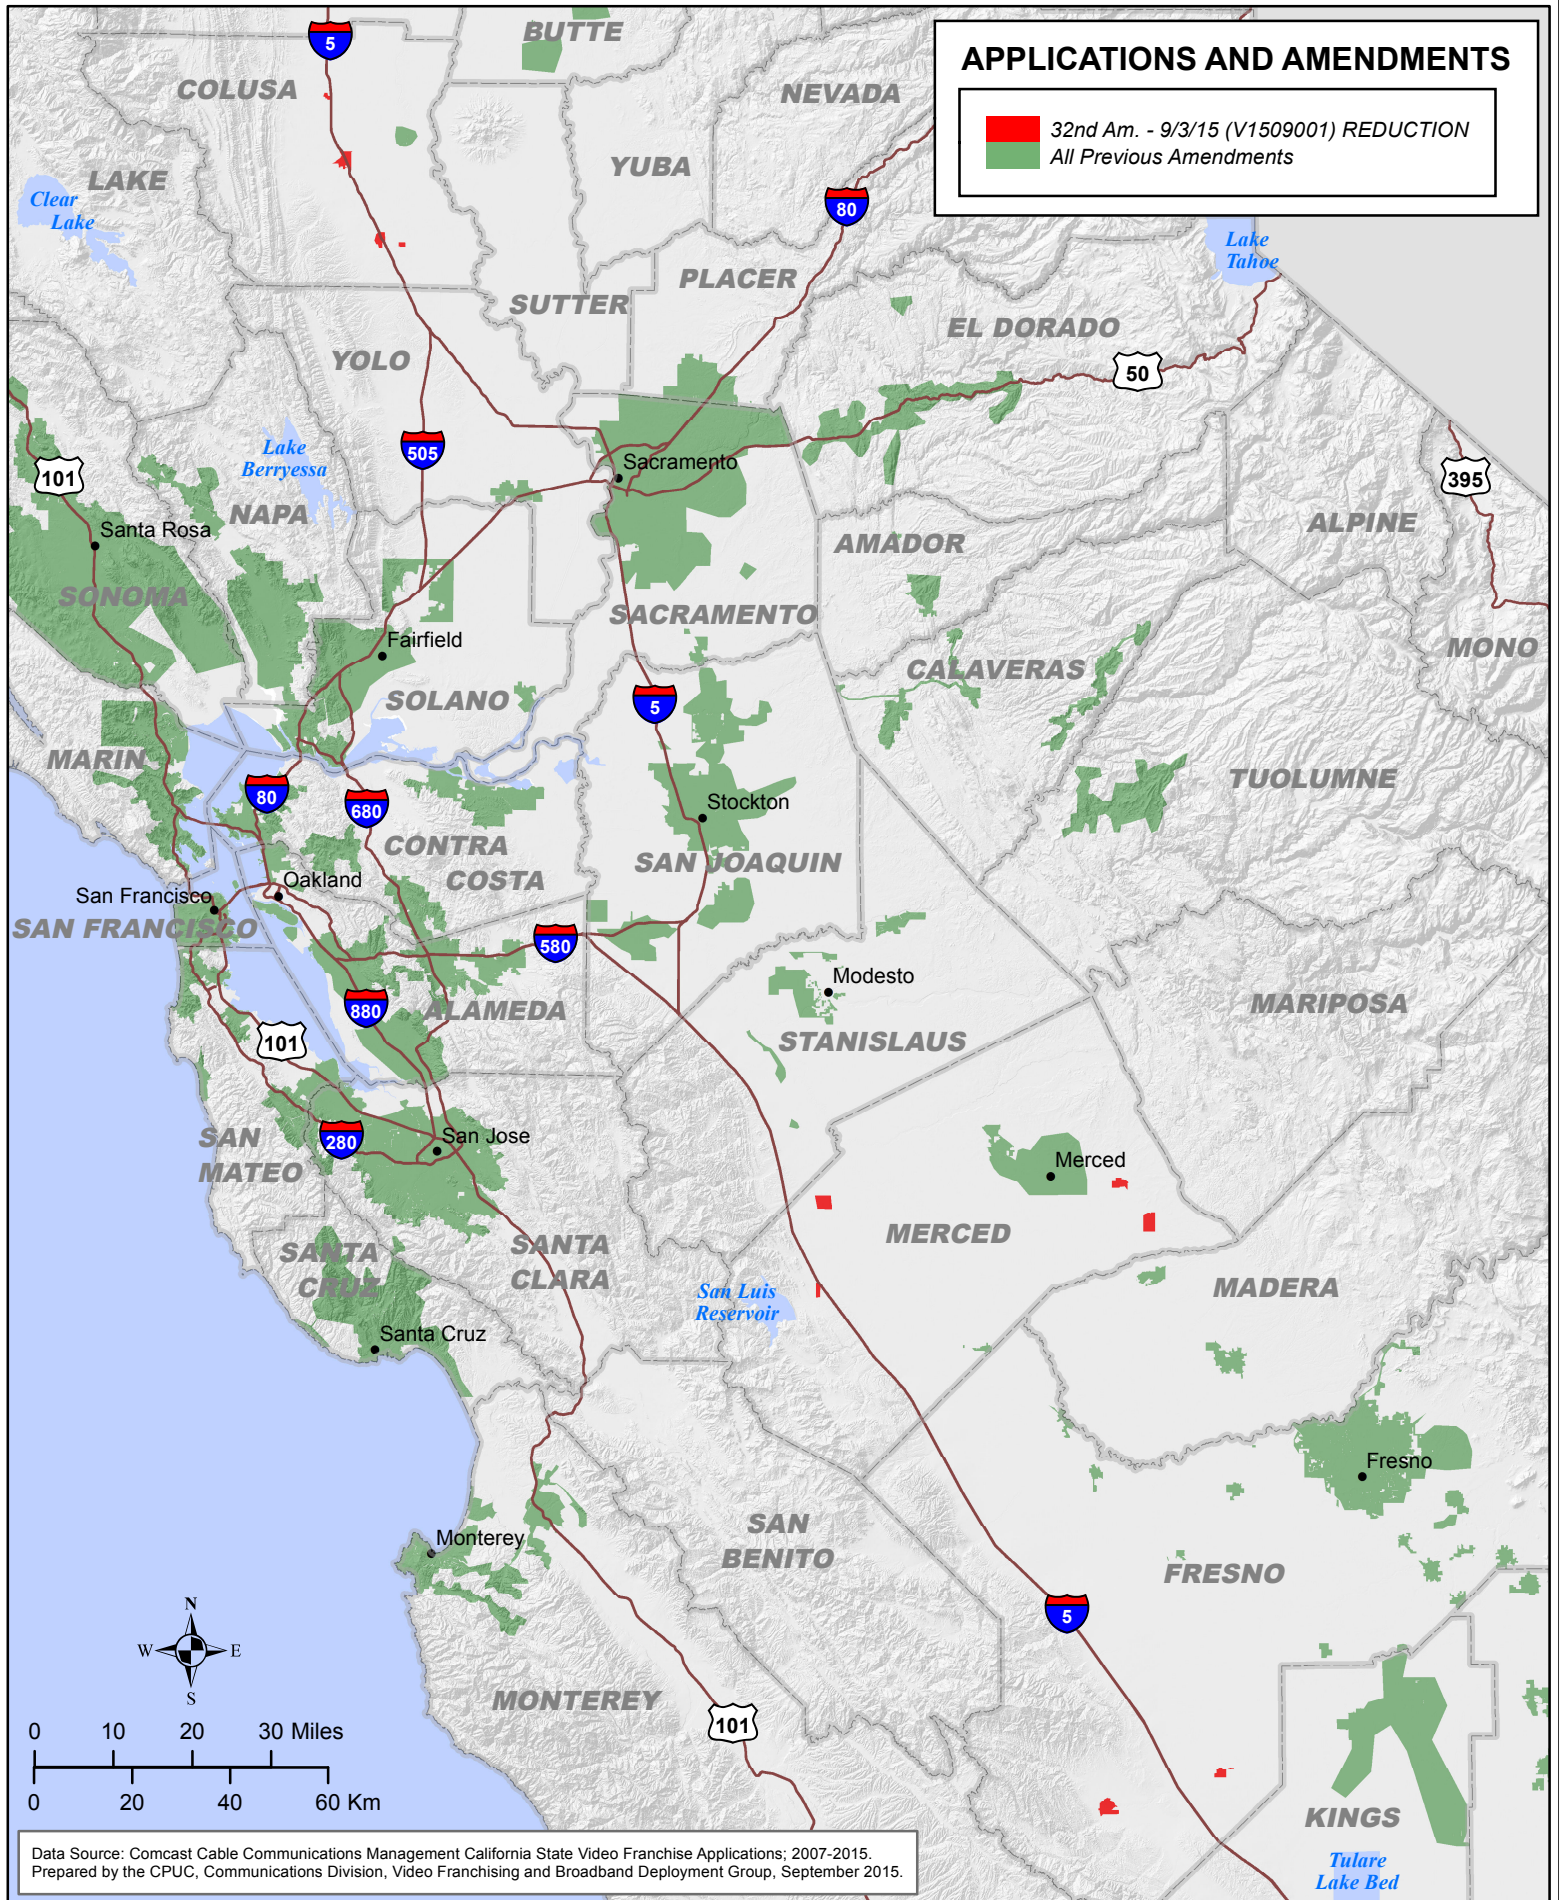 APPLICATIONS AND AMENDMENTS
32nd Am. - 9/3/15 (V1509001) REDUCTION
All Previous Amendments
5
BUTTE
COLUSA
NEVADA
YUBA
LAKE
Clear
Lake
80
Lake
Tahoe
PLACER
SUTTER
EL DORADO
YOLO
50
505
Lake
Berryessa
Sacramento
101
395
NAPA
Santa Rosa
ALPINE
AMADOR
SONOMA
SACRAMENTO
Fairfield
MONO
CALAVERAS
SOLANO
5
MARIN
TUOLUMNE
80
680
Stockton
CONTRA
COSTA
SAN JOAQUIN
Oakland
San Francisco
SAN FRANCISCO
580
Modesto
880
ALAMEDA
MARIPOSA
101
STANISLAUS
SAN
MATEO
280
San Jose
Merced
MERCED
SANTA
CLARA
SANTA
CRUZ
San Luis
Reservoir
MADERA
Santa Cruz
Fresno
Monterey
SAN
BENITO
FRESNO
5
N
W E
S
MONTEREY
101
0 10 20 30 Miles
0 20 40 60 Km
KINGS
Tulare
Lake Bed
Data Source: Comcast Cable Communications Management California State Video Franchise Applications; 2007-2015.
Prepared by the CPUC, Communications Division, Video Franchising and Broadband Deployment Group, September 2015.